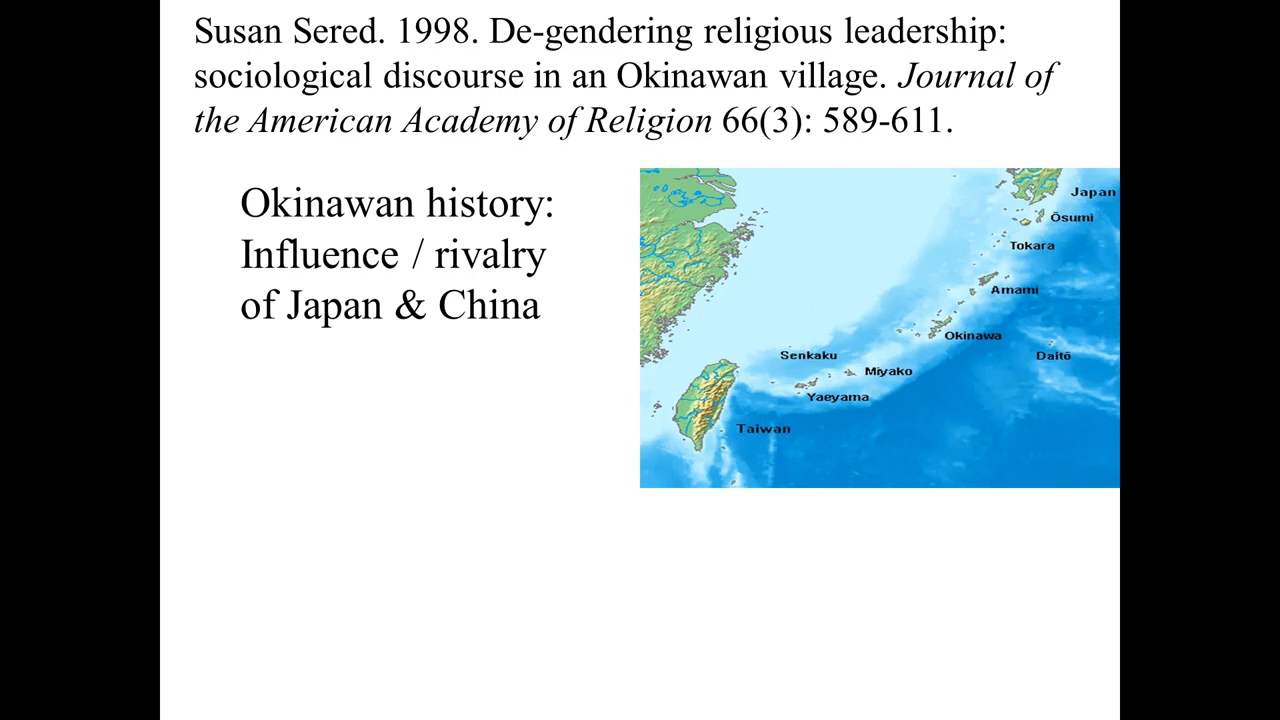 Susan Sered. 1998. De-gendering religious leadership:
sociological discourse in an Okinawan village. Journal of
the American Academy of Religion 66(3): 589-611.
Okinawan history:
Influence / rivalry
of Japan & China
Japan
Ōsumi
Tokara
Amami
Okinawa
Senkaku
Daitō
Miyako
Yaeyama
Taiwan